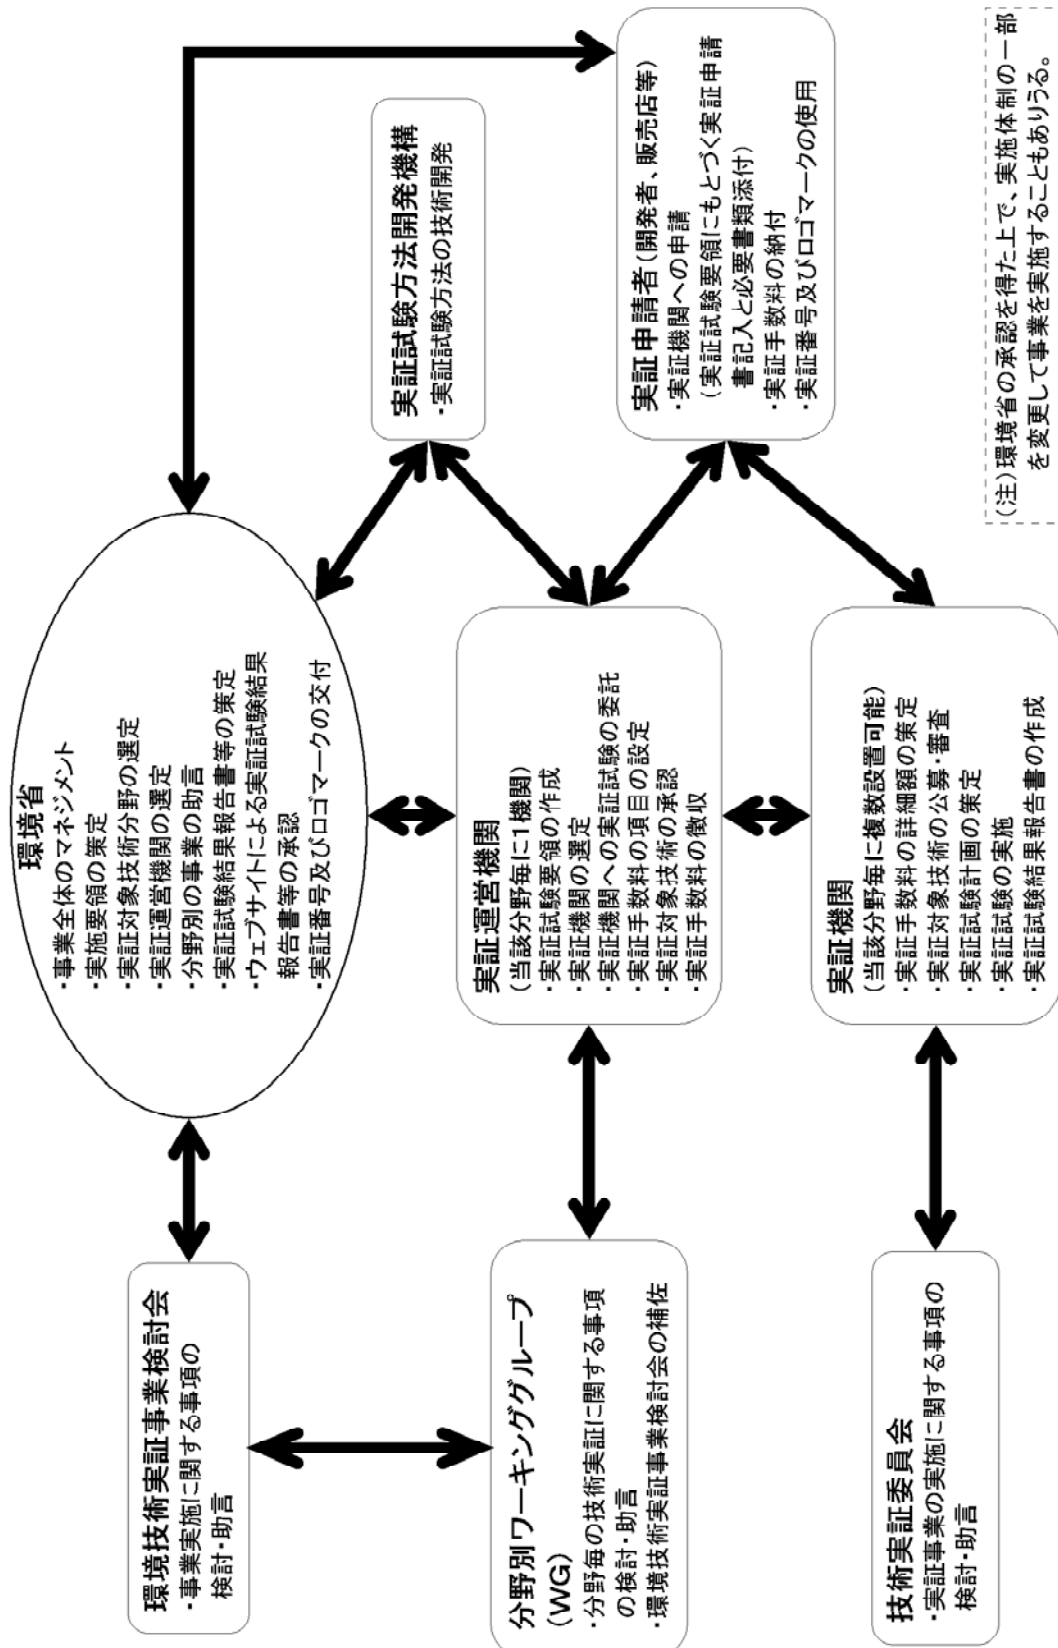 環境省
・事業全体のマネジメント
・実施要領の策定
・実証対象技術分野の選定
・実証運営機関の選定
・分野別の事業の助言
・実証試験結果報告書等の策定
・ウェブサイトによる実証試験結果
報告書等の承認
・実証番号及びロゴマークの交付
環境技術実証事業検討会
・事業実施に関する事項の
検討・助言
実証試験方法開発機構
・実証試験方法の技術開発
分野別ワーキンググループ
(WG)
・分野毎の技術実証に関する事項
の検討・助言
・環境技術実証事業検討会の補佐
実証運営機関
(当該分野毎に1機関)
・実証試験要領の作成
・実証機関の選定
・実証機関への実証試験の委託
・実証手数料の項目の設定
・実証対象技術の承認
・実証手数料の徴収
実証申請者(開発者、販売店等)
・実証機関への申請
(実証試験要領にもとづく実証申請
書記入と必要書類添付)
・実証手数料の納付
・実証番号及びロゴマークの使用
技術実証委員会
・実証事業の実施に関する事項の
検討・助言
実証機関
(当該分野毎に複数設置可能)
・実証手数料の詳細額の策定
・実証対象技術の公募・審査
・実証試験計画の策定
・実証試験の実施
・実証試験結果報告書の作成
(注)環境省の承認を得た上で、実施体制の一部
を変更して事業を実施することもありうる。